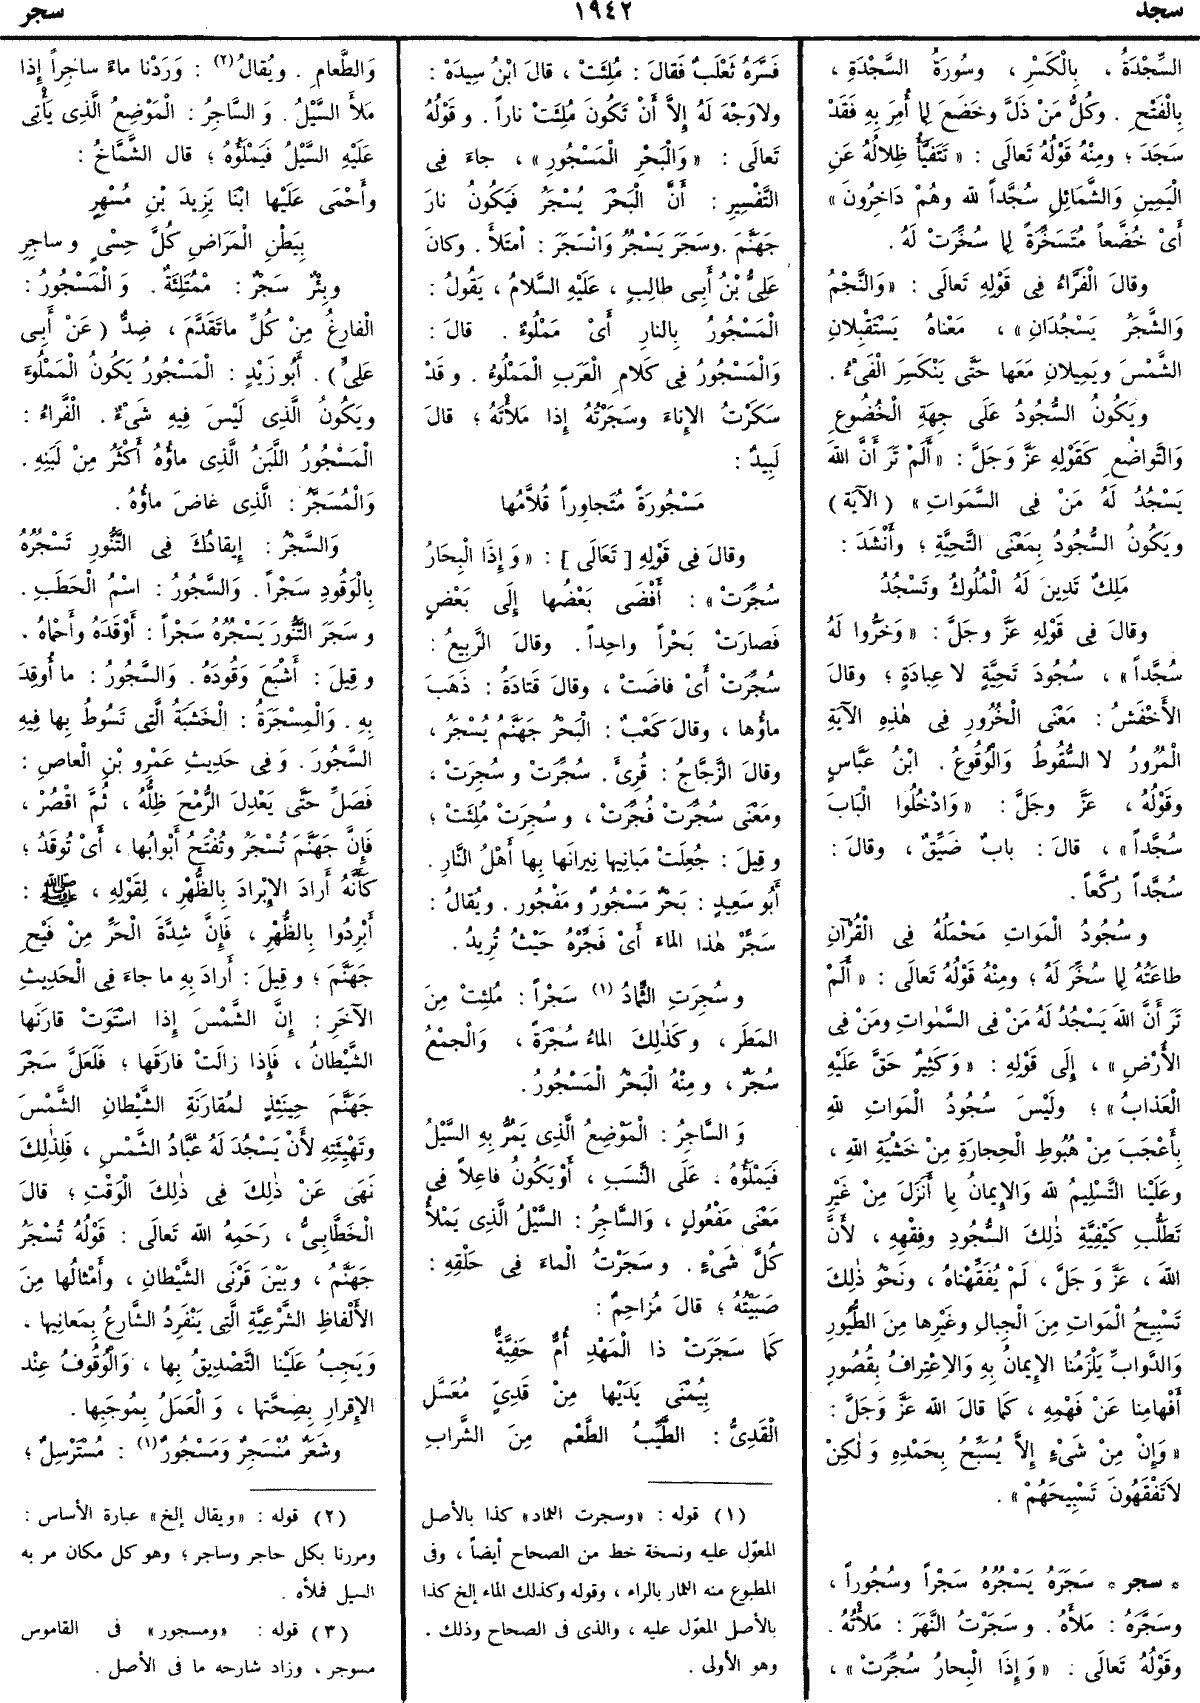 سجد
١٩٤٢
سجر
السِّجْدَةُ ، بِالْكَسْرِ ، وسُورَةُ السَّجْدَةِ ،
بِالْفَتْحِ . وكُلُّ مَنْ ذَلَّ وخَضَعَ لِمَا أُمِرَ بِهِ فَقَدْ
سَجَدَ ؛ ومِنْهُ قَوْلُهُ تَعالَى : « تَتَفَيَّأُ ظِلالُهُ عَنِ
الْيَمِينِ وَالشَّمائِلِ سُجَّداً للهِ وهُمْ دَاخِرُونَ »
أَىْ خُضَّعاً مُتَسَخِّرَةً لِمَا سُخِّرَتْ لَهُ .
وقالَ الْفَرَّاءُ فِى قَوْلِهِ تَعالَى : « وَالنَّجْمُ
وَالشَّجَرُ يَسْجُدَانِ » ، مَعْناهُ يَسْتَقْبِلانِ
الشَّمْسَ ويَمِيلانِ مَعَها حَتَّى يَنْكَسِرَ الْفَىْءُ .
ويَكُونُ السُّجُودُ عَلَى جِهَةِ الْخُضُوعِ
وَالتَّواضُعِ كَقَوْلِهِ عَزَّ وَجَلَّ : « أَلَمْ تَرَ أَنَّ اللهَ
يَسْجُدُ لَهُ مَنْ فِى السَّمَواتِ » ( الآيَةَ )
ويَكُونُ السُّجُودُ بِمَعْنَى التَّحِيَّةِ ؛ وأَنْشَدَ :
مَلِكٌ تَدِينَ لَهُ الْمُلُوكُ وتَسْجُدُ
وقالَ فِى قَوْلِهِ عَزَّ وجَلَّ : « وَخَرُّوا لَهُ
سُجَّداً » ، سُجُودَ تَحِيَّةٍ لا عِبادَةٍ ؛ وقالَ
الأَخْفَشُ : مَعْنَى الْخُرُورِ فِى هٰذِهِ الآيَةِ
الْمُرُورُ لا السُّقُوطُ وَالْوُقُوعُ . ابْنُ عَبَّاسٍ
وقَوْلُهُ ، عَزَّ وجَلَّ : « وَادْخُلُوا الْبَابَ
سُجَّداً » ، قالَ : بابٌ ضَيِّقٌ ، وقالَ :
سُجَّداً رُكَّعاً .
وسُجُودُ الْمَواتِ مَحْمَلُهُ فِى الْقُرْآنِ
طاعَتُهُ لِمَا سُخِّرَ لَهُ ؛ ومِنْهُ قَوْلُهُ تَعالَى : « أَلَمْ
تَرَ أَنَّ اللهَ يَسْجُدُ لَهُ مَنْ فِى السَّمٰواتِ ومَنْ فِى
الأَرْضِ » ، إِلَى قَوْلِهِ : « وَكَثِيرٌ حَقَّ عَلَيْهِ
الْعَذابُ » ؛ ولَيْسَ سُجُودُ الْمَواتِ لِلهِ
بِأَعْجَبَ مِنْ هُبُوطِ الْحِجارَةِ مِنْ خَشْيَةِ اللهِ ،
وعَلَيْنا التَّسْلِيمُ للهِ وَالإِيمانُ بِما أَنْزَلَ مِنْ غَيْرِ
تَطَلُّبِ كَيْفِيَّةِ ذٰلِكَ السُّجُودِ وفِقْهِهِ ، لأَنَّ
اللهَ ، عَزَّ وَجَلَّ ، لَمْ يُفَقِّهْناهُ ، ونَحْوُ ذٰلِكَ
تَسْبِيحُ الْمَواتِ مِنَ الْجِبالِ وغَيْرِها مِنَ الطُّيُورِ
وَالدَّوابِّ يَلْزَمُنا الإِيمانُ بِهِ وَالاِعْتِرافُ بِقُصُورِ
أَفْهامِنا عَنْ فَهْمِهِ ، كَما قالَ اللهُ عَزَّ وَجَلَّ :
« وَإِنْ مِنْ شَىْءٍ إِلَّا يُسَبِّحُ بِحَمْدِهِ وَلٰكِنْ
لَاتَفْقَهُونَ تَسْبِيحَهُمْ » .
* سجر * سَجَرَهُ يَسْجُرُهُ سَجْراً وسُجُوراً ،
وسَجَّرَهُ : مَلأَهُ . وسَجَرْتُ النَّهَرَ : مَلأْتُهُ .
وقَوْلُهُ تَعالَى : « وَإِذَا الْبِحارُ سُجِّرَتْ » ،
فَسَّرَهُ ثَعْلَبٌ فَقالَ : مُلِئَتْ ، قالَ ابْنُ سِيدَهْ :
ولاوَجْهَ لَهُ إِلَّا أَنْ تَكُونَ مُلِئَتْ ناراً . وقَوْلُهُ
تَعالَى : « وَالْبَحْرِ الْمَسْجُورِ » ، جاءَ فِى
التَّفْسِيرِ : أَنَّ الْبَحْرَ يُسْجَرُ فَيَكُونُ نارَ
جَهَنَّمَ .وسَجَرَ يَسْجُرُ وَانْسَجَرَ : امْتَلأَ . وكانَ
عَلِىُّ بْنُ أَبِى طالِبٍ ، عَلَيْهِ السَّلامُ ، يَقُولُ :
الْمَسْجُورُ بِالنارِ أَىْ مَمْلُوءٌ . قالَ :
وَالْمَسْجُورُ فِى كَلامِ الْعَرَبِ الْمَمْلُوءُ . وقَدْ
سَكَرْتُ الإِناءَ وسَجَرْتُهُ إِذا مَلأْتَهُ ؛ قالَ
لَبِيدٌ :
مَسْجُورَةً مُتَجاوِراً قُلاَّمُها
وقالَ فِى قَوْلِهِ [ تَعَالَى ] : « وَإِذَا الْبِحَارُ
سُجِّرَتْ » : أَفْضَى بَعْضُها إِلَى بَعْضٍ
فَصارَتْ بَحْراً واحِداً . وقالَ الرَّبِيعُ :
سُجِّرَتْ أَىْ فاضَتْ ، وقالَ قَتادَةُ : ذَهَبَ
ماؤُها ، وقالَ كَعْبٌ : الْبَحْرُ جَهَنَّمُ يُسْجَرُ ،
وقالَ الزَّجَّاجُ : قُرِئَ . سُجِّرَتْ وسُجِرَتْ ،
ومَعْنَى سُجِّرَتْ فُجِّرَتْ ، وسُجِرَتْ مُلِئَتْ ؛
وقِيلَ : جُعِلَتْ مَبانِيها نِيرانَها بِها أَهْلُ النَّارِ .
أَبُو سَعِيدٍ : بَحْرٌ مَسْجُورٌ ومَفْجُور . ويُقالُ :
سَجِّرْ هٰذا الماءَ أَىْ فَجِّرْهُ حَيْثُ تُرِيدُ .
وسُجِرَتِ الثِّمادُ (١) سَجْراً : مُلِئَتْ مِنَ
المَطَرِ ، وكَذٰلِكَ الماءُ سُجْرَةً ، وَالْجَمْعُ
سُجَرٌ ، ومِنْهُ الْبَحْرُ الْمَسْجُورُ .
وَالسَّاجِرُ : الْمَوْضِعُ الَّذِى يَمُرُّ بِهِ السَّيْلُ
فَيَمْلَؤُهُ ، عَلَى النَّسَبِ ، أَوْيَكُونُ فاعِلاً فِى
مَعْنَى مَفْعُولٍ ، وَالسَّاجِرُ : السَّيْلُ الَّذِى يَمْلأُ
كُلَّ شَىْءٍ . وسَجَرْتُ الْماءَ فِى حَلْقِهِ :
صَبَبْتُهُ ؛ قالَ مُزاحِمٌ :
كَما سَجَرَتْ ذا الْمَهْدِ أُمٌّ حَفِيَّةٌ
بِيُمْنَى يَدَيْها مِنْ قَدِىٍّ مُعَسَّلِ
الْقَدِىُّ : الطَّيِّبُ الطَّعْمِ مِنَ الشَّرابِ
(١) قوله : «وسجرت الثماد» كذا بالأصل
المعوّل عليه ونسخة خط من الصحاح أيضاً ، وفى
المطبوع منه الثمار بالراء ، وقوله وكذلك الماء إلخ كذا
بالأصل المعوّل عليه ، والذى فى الصحاح وذلك .
وهو الأولى .
وَالطَّعامِ . ويُقالُ(٢) : وَرَدْنا ماءً ساجِراً إِذا
مَلأَ السَّيْلُ . وَالسَّاجِرُ : الْمَوْضِعُ الَّذِى يَأْتِى
عَلَيْهِ السَّيْلُ فَيَمْلَؤُهُ ؛ قال الشَّمَّاخُ :
وأَحْمَى عَلَيْها ابْنَا يَزِيدَ بْنِ مُسْهِرٍ
بِبَطْنِ الْمَراضِ كُلَّ حِسْىٍ وساجِرِ
وبِئْرٌ سَجْرٌ : مُمْتَلِئَةٌ . وَالْمَسْجُورُ :
الْفارِغُ مِنْ كُلِّ ماتَقَدَّمَ ، ضِدٌّ ( عَنْ أَبِى
عَلِىٍّ ) . أَبُو زَيْدٍ : الْمَسْجُورُ يَكُونُ الْمَمْلُوءَ
ويَكُونُ الَّذِى لَيْسَ فِيهِ شَىْءٌ . الْفَرَّاءُ :
الْمَسْجُورُ اللَّبَنُ الَّذِى ماؤُهُ أَكْثَرُ مِنْ لَبَنِهِ .
وَالْمُسَجَّرُ : الَّذِى غاضَ ماؤُهُ .
وَالسَّجْرُ : إِيقادُكَ فِى التَّنُّورِ تَسْجُرُهُ
بِالْوَقُودِ سَجْراً . وَالسَّجُورُ : اسْمُ الْحَطَبِ .
وسَجَرَ التَّنُّورَ يَسْجُرُهُ سَجْراً : أَوْقَدَهُ وأَحْماهُ .
وقِيلَ : أَشْبَعَ وَقُودَهُ . وَالسَّجُورُ : ما أُوقِدَ
بِهِ . وَالْمِسْجَرَةُ : الْخَشَبَةُ الَّتِى تَسُوطُ بِها فِيهِ
السَّجُورَ . وَفِى حَدِيثِ عَمْرِو بْنِ الْعاصِ :
فَصَلِّ حَتَّى يَعْدِلَ الرُّمْحَ ظِلُّهُ ، ثُمَّ اقْصُرْ ،
فَإِنَّ جَهَنَّمَ تُسْجَرُ وتُفْتَحُ أَبْوابُها ، أَىْ تُوقَدُ ؛
كَأَنَّهُ أَرادَ الإِبْرادَ بِالظُّهْرِ ، لِقَوْلِهِ ، ﷺ :
أَبْرِدُوا بِالظُّهْرِ ، فَإِنَّ شِدَّةَ الْحَرِّ مِنْ فَيْحِ
جَهَنَّمَ ؛ وقِيلَ : أَرادَ بِهِ ما جاءَ فِى الْحَدِيثِ
الآخَرِ : إِنَّ الشَّمْسَ إِذا اسْتَوَتْ قارَنَها
الشَّيْطانُ ، فَإِذا زالَتْ فارَقَها ؛ فَلَعَلَّ سَجْرَ
جَهَنَّمَ حِينَئِذٍ لمُقارَنَةِ الشَّيْطانِ الشَّمْسَ
وتَهْيِئَتِهِ لأَنْ يَسْجُدَ لَهُ عُبَّادُ الشَّمْسِ ، فَلِذٰلِكَ
نَهَى عَنْ ذٰلِكَ فِى ذٰلِكَ الْوَقْتِ ؛ قالَ
الْخَطَّابِىُّ ، رَحِمَهُ اللهُ تَعالَى : قَوْلُهُ تُسْجَرُ
جَهَنَّمُ ، وبَيْنَ قَرْنَىِ الشَّيْطانِ ، وأَمْثالُها مِنَ
الأَلْفاظِ الشَّرْعِيَّةِ الَّتِى يَنْفَرِدُ الشَّارِعُ بِمَعانِيها ،
وَيَجِبُ عَلَيْنا التَّصْدِيقُ بِها ، وَالْوُقُوفُ عِنْد
الإِقرارِ بِصِحَّتِها ، وَالْعَمَلُ بِمُوجَبِها .
وشَعَرٌ مُنْسَجِرٌ وَمَسْجُورٌ(١) : مُسْتَرْسِلٌ ؛
(٢) قوله : «ويقال إلخ» عبارة الأساس :
ومررنا بكل حاجر وساجر ؛ وهو كل مكان مر به
السيل فملأه .
(٣) قوله : «ومسجور» فى القاموس
مسوجر ، وزاد شارحه ما فى الأصل .